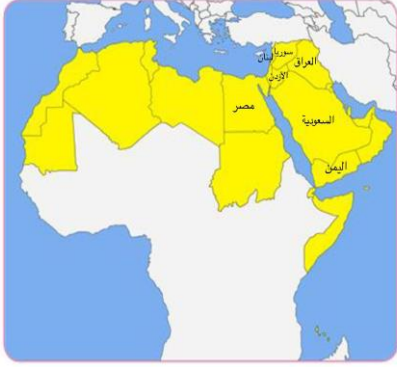 سوريا
لبنان
العراق
الأردن
مصر
السعودية
اليمن